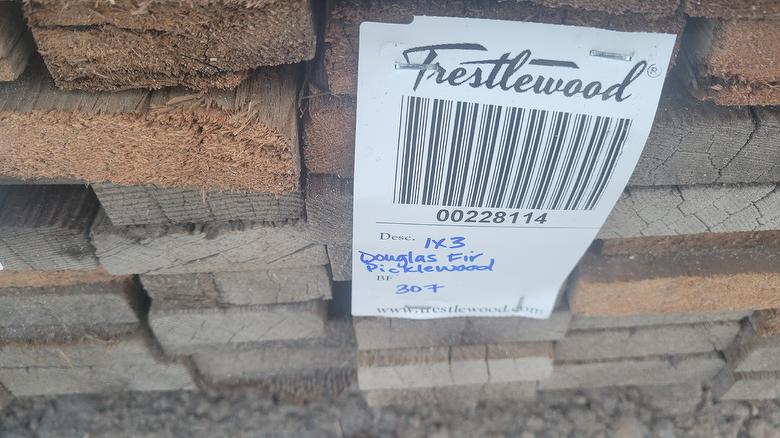 Trestlewood®
00228114
Desc. 1x3
Douglas Fir
Picklewood
BF
307
www.trestlewood.com